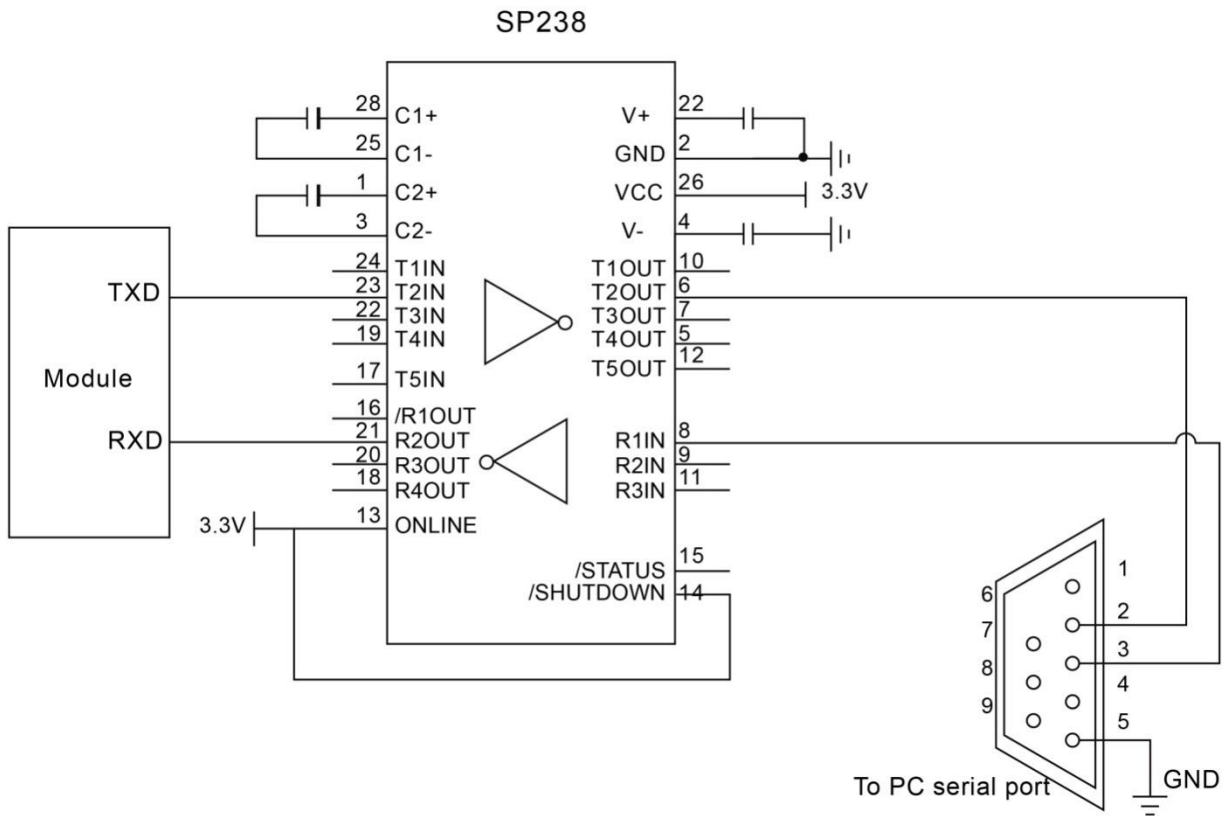 SP238
28 C1+ V+ 22
25 C1- GND 2
1 C2+ VCC 26 3.3V
3 C2- V- 4
24 T1IN T1OUT 10
TXD 23 T2IN T2OUT 6
22 T3IN T3OUT 7
19 T4IN T4OUT 5
T5OUT 12
Module 17 T5IN
16 /R1OUT
RXD 21 R2OUT R1IN 8
20 R3OUT R2IN 9
18 R4OUT R3IN 11
3.3V 13 ONLINE
/STATUS 15
/SHUTDOWN 14
1
6
2
7
3
8
4
9
5
To PC serial port GND